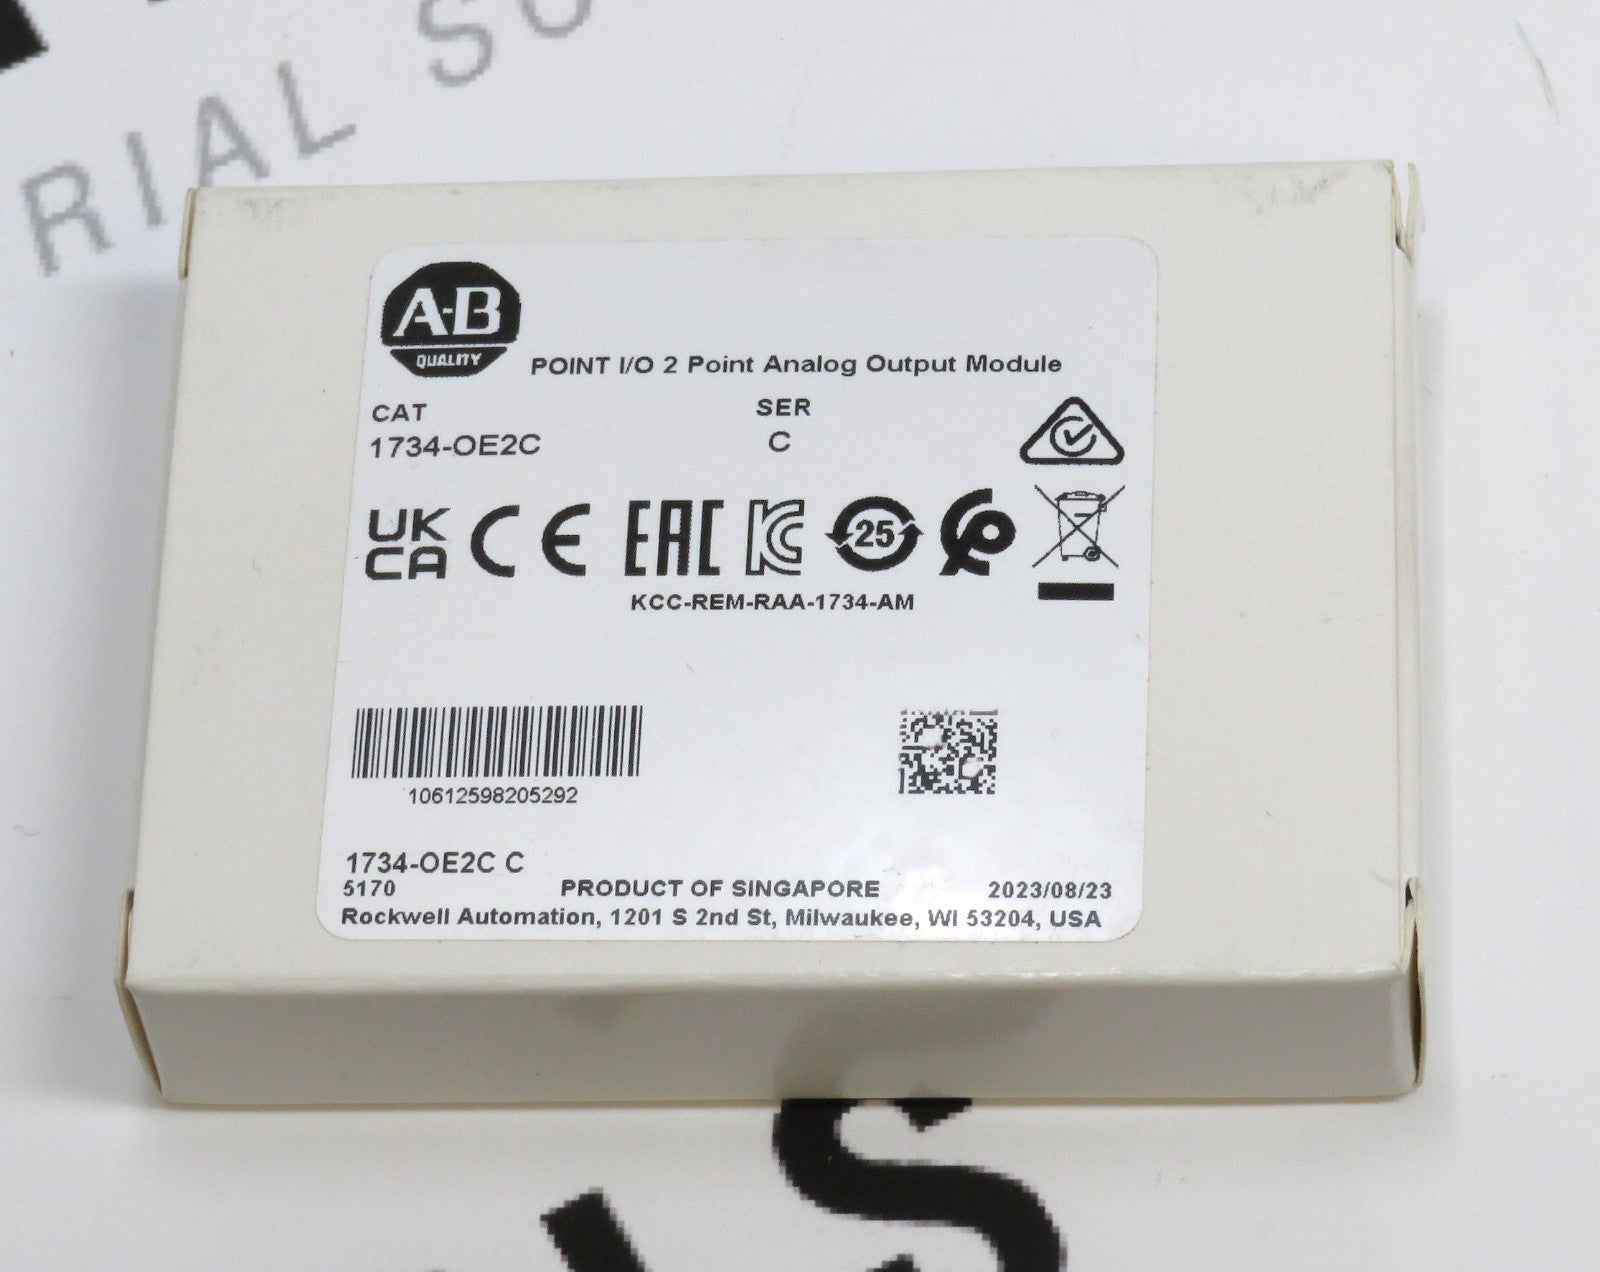 RIAL SU
A-B
QUALITY
POINT I/O 2 Point Analog Output Module
CAT
SER
1734-OE2C
C
UK
CA
CE
EAC
KC
25
KCC-REM-RAA-1734-AM
10612598205292
1734-OE2C C
5170
PRODUCT OF SINGAPORE
2023/08/23
Rockwell Automation, 1201 S 2nd St, Milwaukee, WI 53204, USA
S